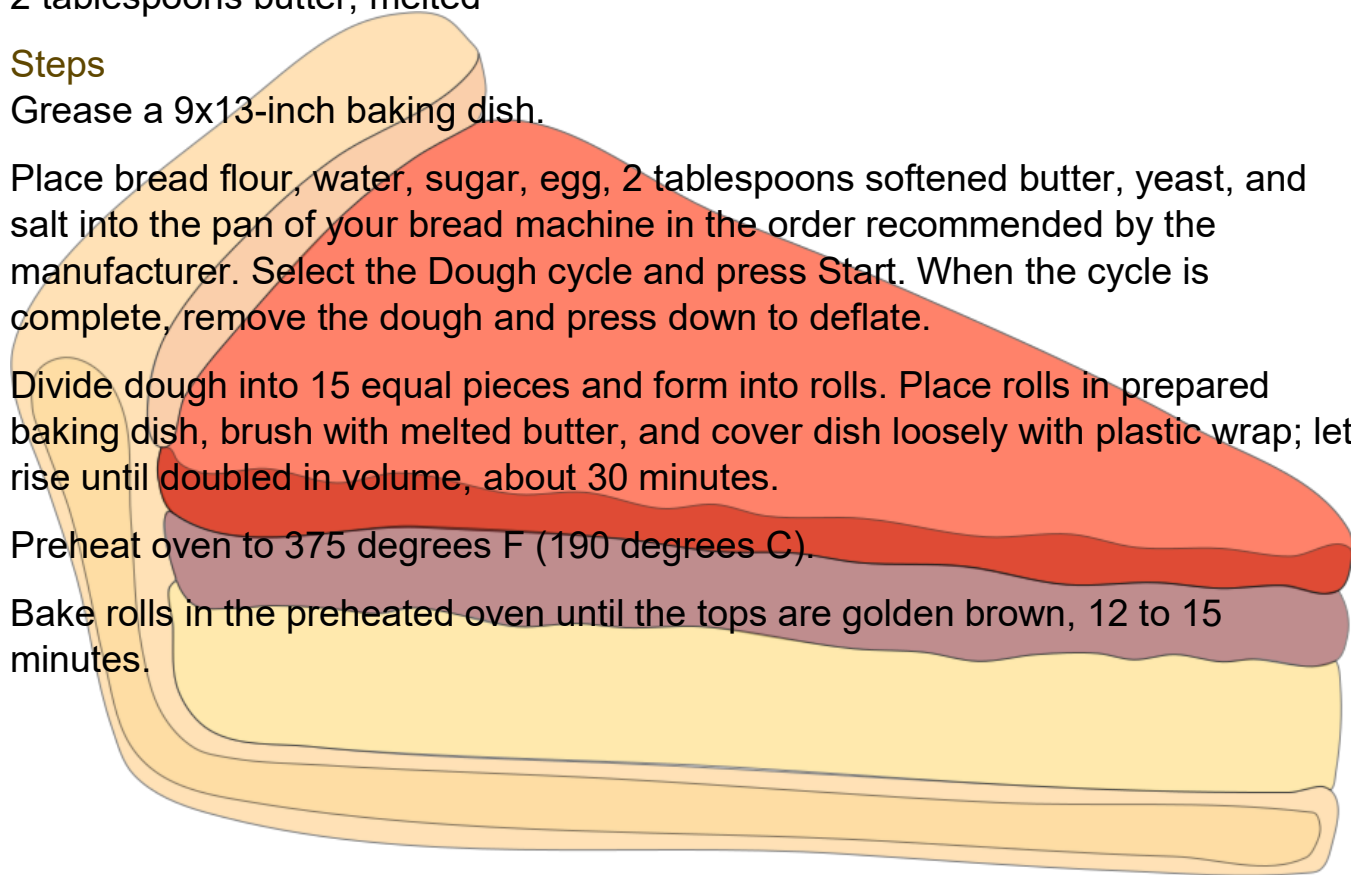 2 tablespoons butter, melted
Steps
Grease a 9x13-inch baking dish.
Place bread flour, water, sugar, egg, 2 tablespoons softened butter, yeast, and
salt into the pan of your bread machine in the order recommended by the
manufacturer. Select the Dough cycle and press Start. When the cycle is
complete, remove the dough and press down to deflate.
Divide dough into 15 equal pieces and form into rolls. Place rolls in prepared
baking dish, brush with melted butter, and cover dish loosely with plastic wrap; let
rise until doubled in volume, about 30 minutes.
Preheat oven to 375 degrees F (190 degrees C).
Bake rolls in the preheated oven until the tops are golden brown, 12 to 15
minutes.